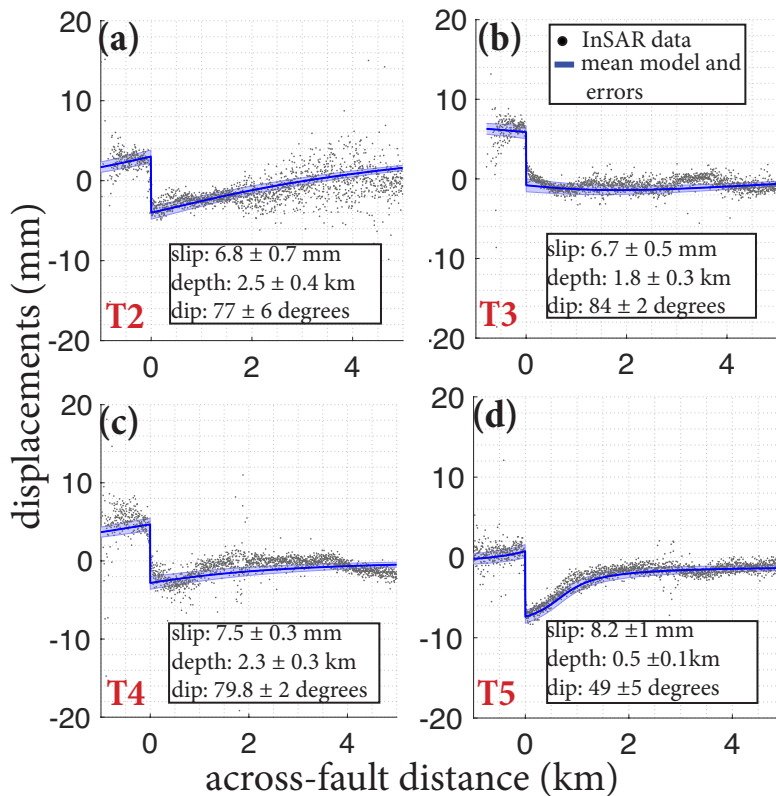 (a)
20
10
0
-10
-20
slip: 6.8 ± 0.7 mm
depth: 2.5 ± 0.4 km
dip: 77 ± 6 degrees
T2
0
2
4
(b)
InSAR data
mean model and
errors
20
10
0
-10
-20
slip: 6.7 ± 0.5 mm
depth: 1.8 ± 0.3 km
dip: 84 ± 2 degrees
T3
0
2
4
displacements (mm)
(c)
20
10
0
-10
-20
slip: 7.5 ± 0.3 mm
depth: 2.3 ± 0.3 km
dip: 79.8 ± 2 degrees
T4
0
2
4
(d)
20
10
0
-10
-20
slip: 8.2 ±1 mm
depth: 0.5 ±0.1km
dip: 49 ±5 degrees
T5
0
2
4
across-fault distance (km)